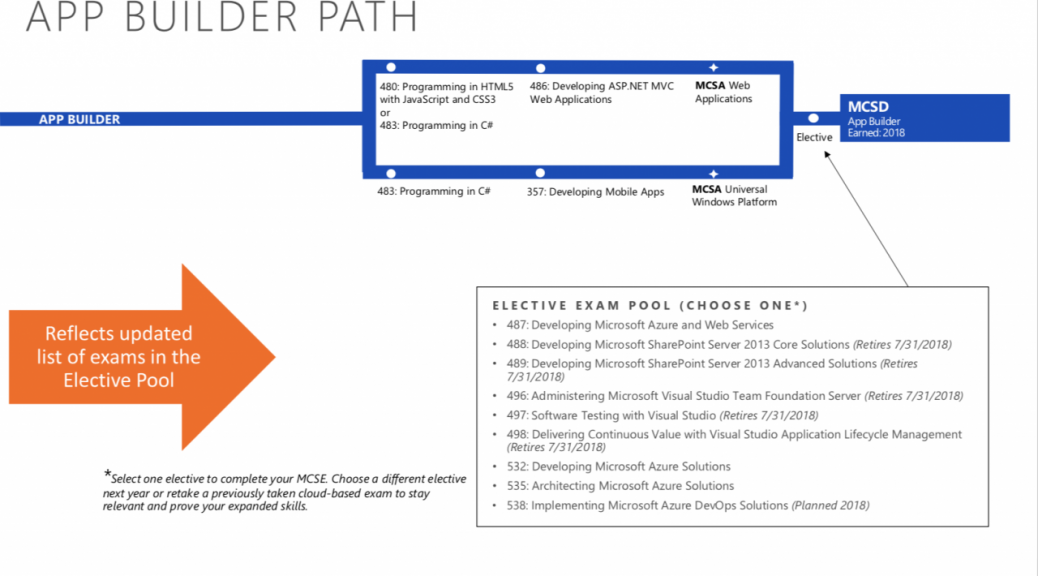 APP BUILDER PATH
APP BUILDER
480: Programming in HTML5
with JavaScript and CSS3
or
483: Programming in C#
486: Developing ASP.NET MVC
Web Applications
MCSA Web
Applications
483: Programming in C#
357: Developing Mobile Apps
MCSA Universal
Windows Platform
Elective
MCSD
App Builder
Earned: 2018
Reflects updated
list of exams in the
Elective Pool
*Select one elective to complete your MCSE. Choose a different elective
next year or retake a previously taken cloud-based exam to stay
relevant and prove your expanded skills.
ELECTIVE EXAM POOL (CHOOSE ONE*)
• 487: Developing Microsoft Azure and Web Services
• 488: Developing Microsoft SharePoint Server 2013 Core Solutions (Retires 7/31/2018)
• 489: Developing Microsoft SharePoint Server 2013 Advanced Solutions (Retires
7/31/2018)
• 496: Administering Microsoft Visual Studio Team Foundation Server (Retires 7/31/2018)
• 497: Software Testing with Visual Studio (Retires 7/31/2018)
• 498: Delivering Continuous Value with Visual Studio Application Lifecycle Management
(Retires 7/31/2018)
• 532: Developing Microsoft Azure Solutions
• 535: Architecting Microsoft Azure Solutions
• 538: Implementing Microsoft Azure DevOps Solutions (Planned 2018)